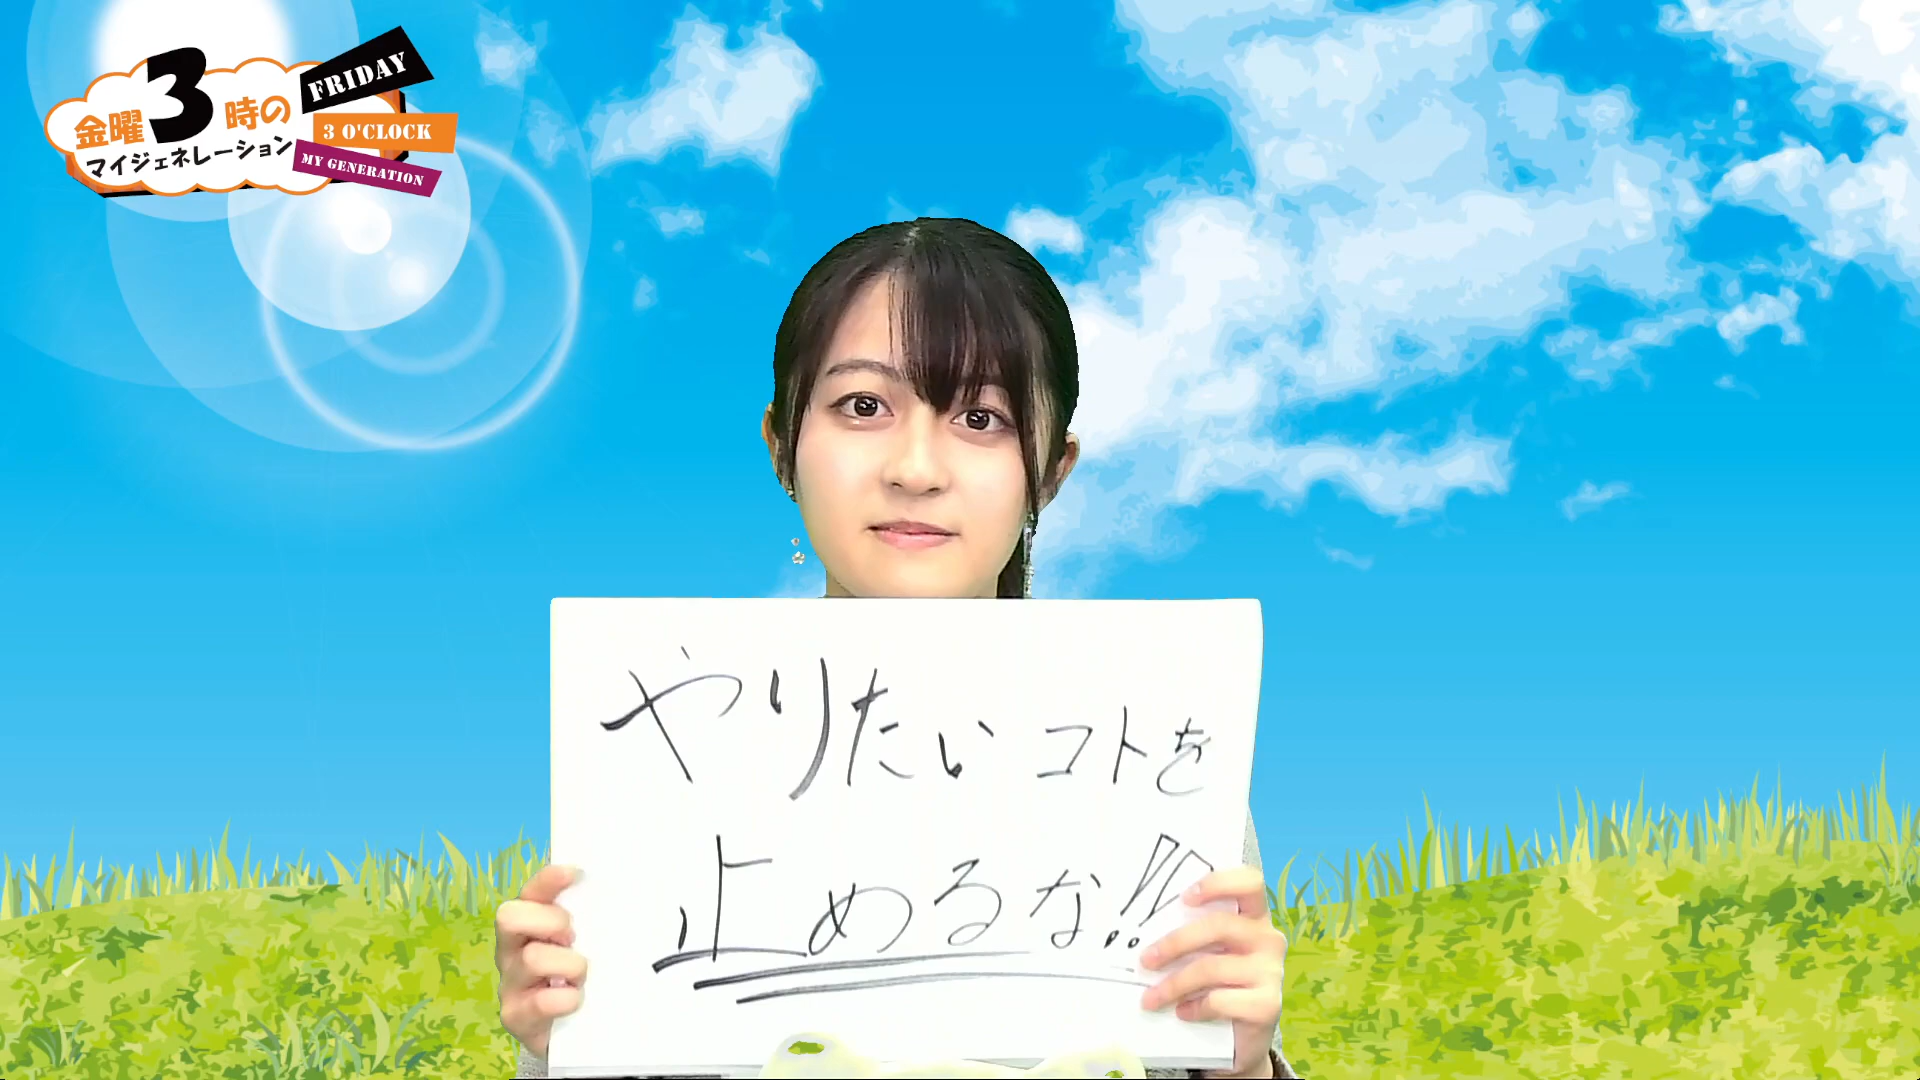 金曜3時の
マイジェネレーション
FRIDAY
3 O'CLOCK
MY GENERATION
やりたいコトを
止めるな!!